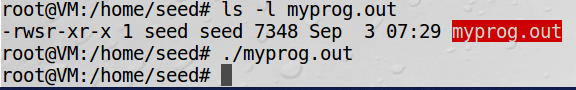 root@VM:/home/seed# ls -l myprog.out
-rwsr-xr-x 1 seed seed 7348 Sep  3 07:29 myprog.out
root@VM:/home/seed# ./myprog.out
root@VM:/home/seed#